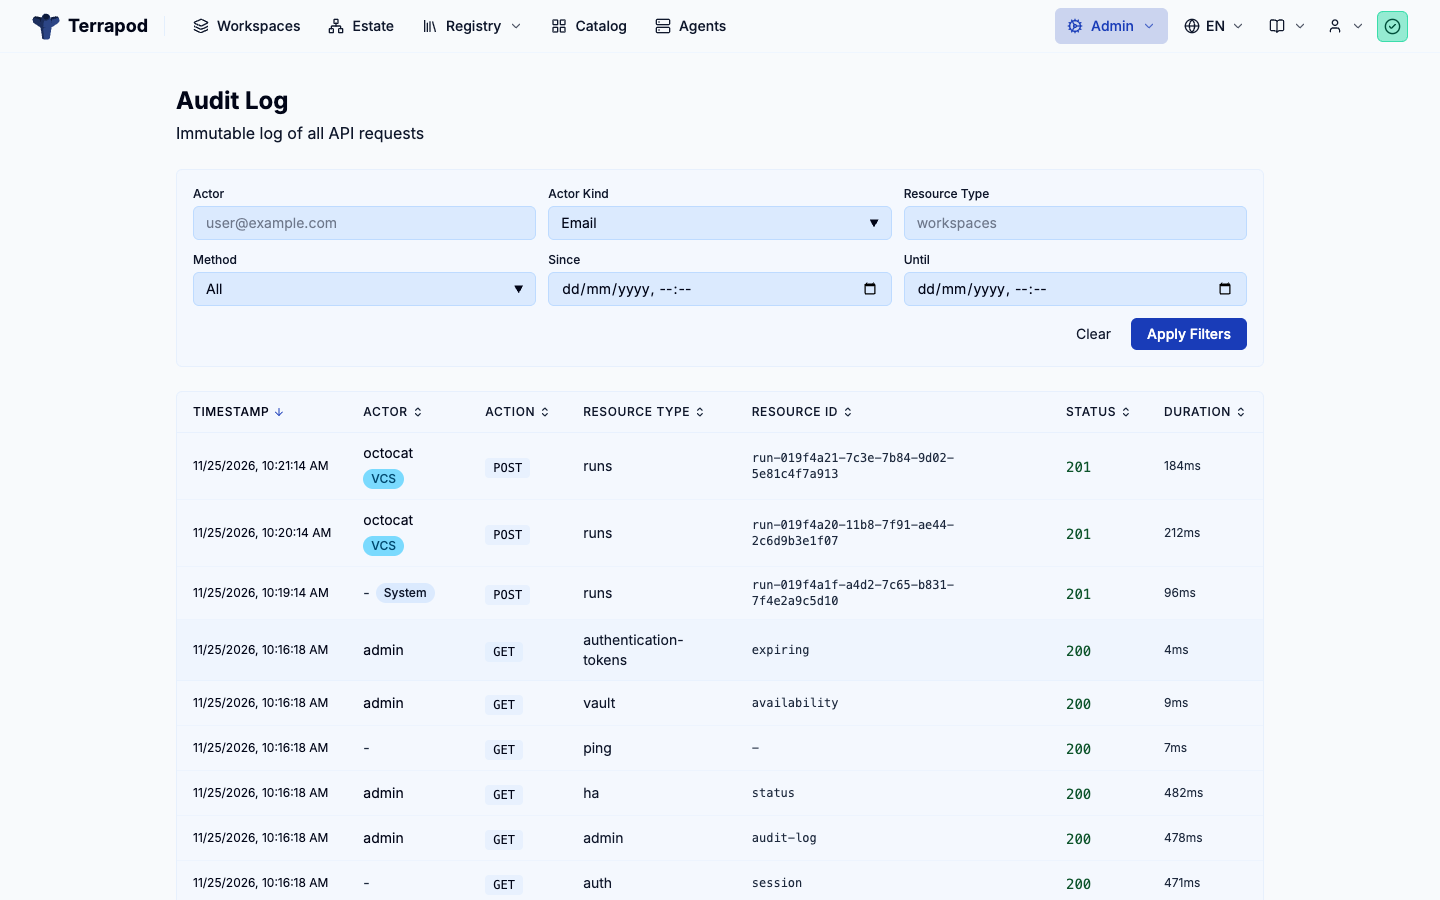 Terrapod
Workspaces
Estate
Registry
Catalog
Agents
Admin
EN
Audit Log
Immutable log of all API requests
Actor
Actor Kind
Resource Type
user@example.com
Email
workspaces
Method
Since
Until
All
dd/mm/yyyy, --:--
dd/mm/yyyy, --:--
Clear
Apply Filters
TIMESTAMP ACTOR ACTION RESOURCE TYPE RESOURCE ID STATUS DURATION
11/25/2026, 10:21:14 AM octocat VCS POST runs run-019f4a21-7c3e-7b84-9d02-
5e81c4f7a913 201 184ms
11/25/2026, 10:20:14 AM octocat VCS POST runs run-019f4a20-11b8-7f91-ae44-
2c6d9b3e1f07 201 212ms
11/25/2026, 10:19:14 AM - System POST runs run-019f4a1f-a4d2-7c65-b831-
7f4e2a9c5d10 201 96ms
11/25/2026, 10:16:18 AM admin GET authentication-
tokens expiring 200 4ms
11/25/2026, 10:16:18 AM admin GET vault availability 200 9ms
11/25/2026, 10:16:18 AM - GET ping – 200 7ms
11/25/2026, 10:16:18 AM admin GET ha status 200 482ms
11/25/2026, 10:16:18 AM admin GET admin audit-log 200 478ms
11/25/2026, 10:16:18 AM - GET auth session 200 471ms